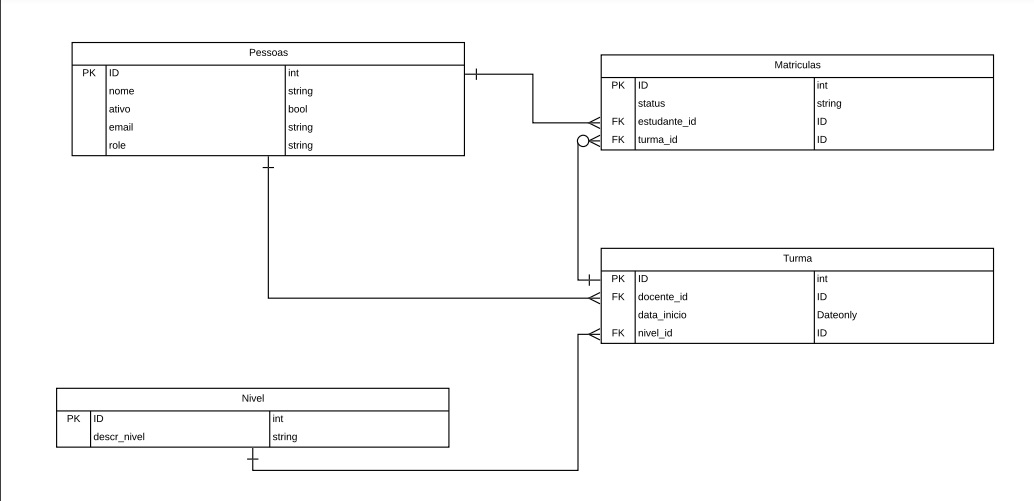 Pessoas
PK ID int
nome string
ativo bool
email string
role string
Matriculas
PK ID int
status string
FK estudante_id ID
FK turma_id ID
Turma
PK ID int
FK docente_id ID
data_inicio Dateonly
FK nivel_id ID
Nivel
PK ID int
descr_nivel string